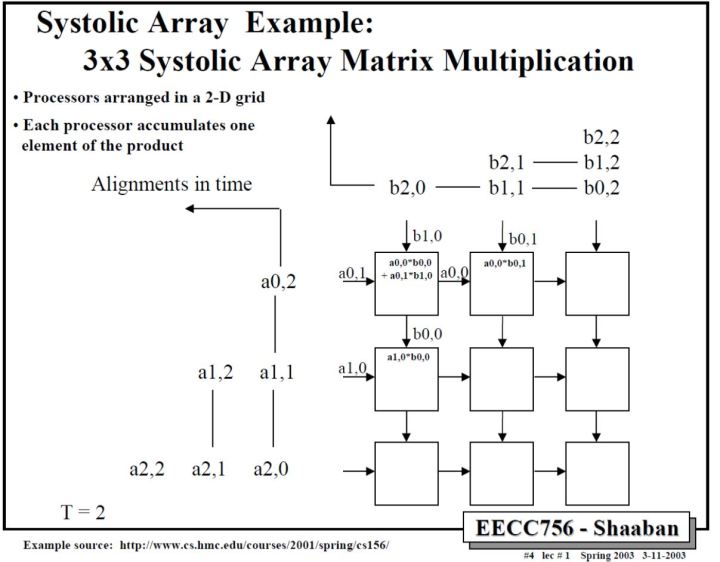 Systolic Array Example:
3x3 Systolic Array Matrix Multiplication
• Processors arranged in a 2-D grid
• Each processor accumulates one
element of the product
Alignments in time
b2,2
b2,1 b1,2
b2,0 b1,1 b0,2
b1,0 b0,1
a0,2 a0,1 a0,0*b0,0 a0,0 a0,0*b0,1
+ a0,1*b1,0
b0,0
a1,2 a1,1 a1,0 a1,0*b0,0
a2,2 a2,1 a2,0
T = 2
EECC756 - Shaaban
Example source: http://www.cs.hmc.edu/courses/2001/spring/cs156/
#4 lec # 1 Spring 2003 3-11-2003